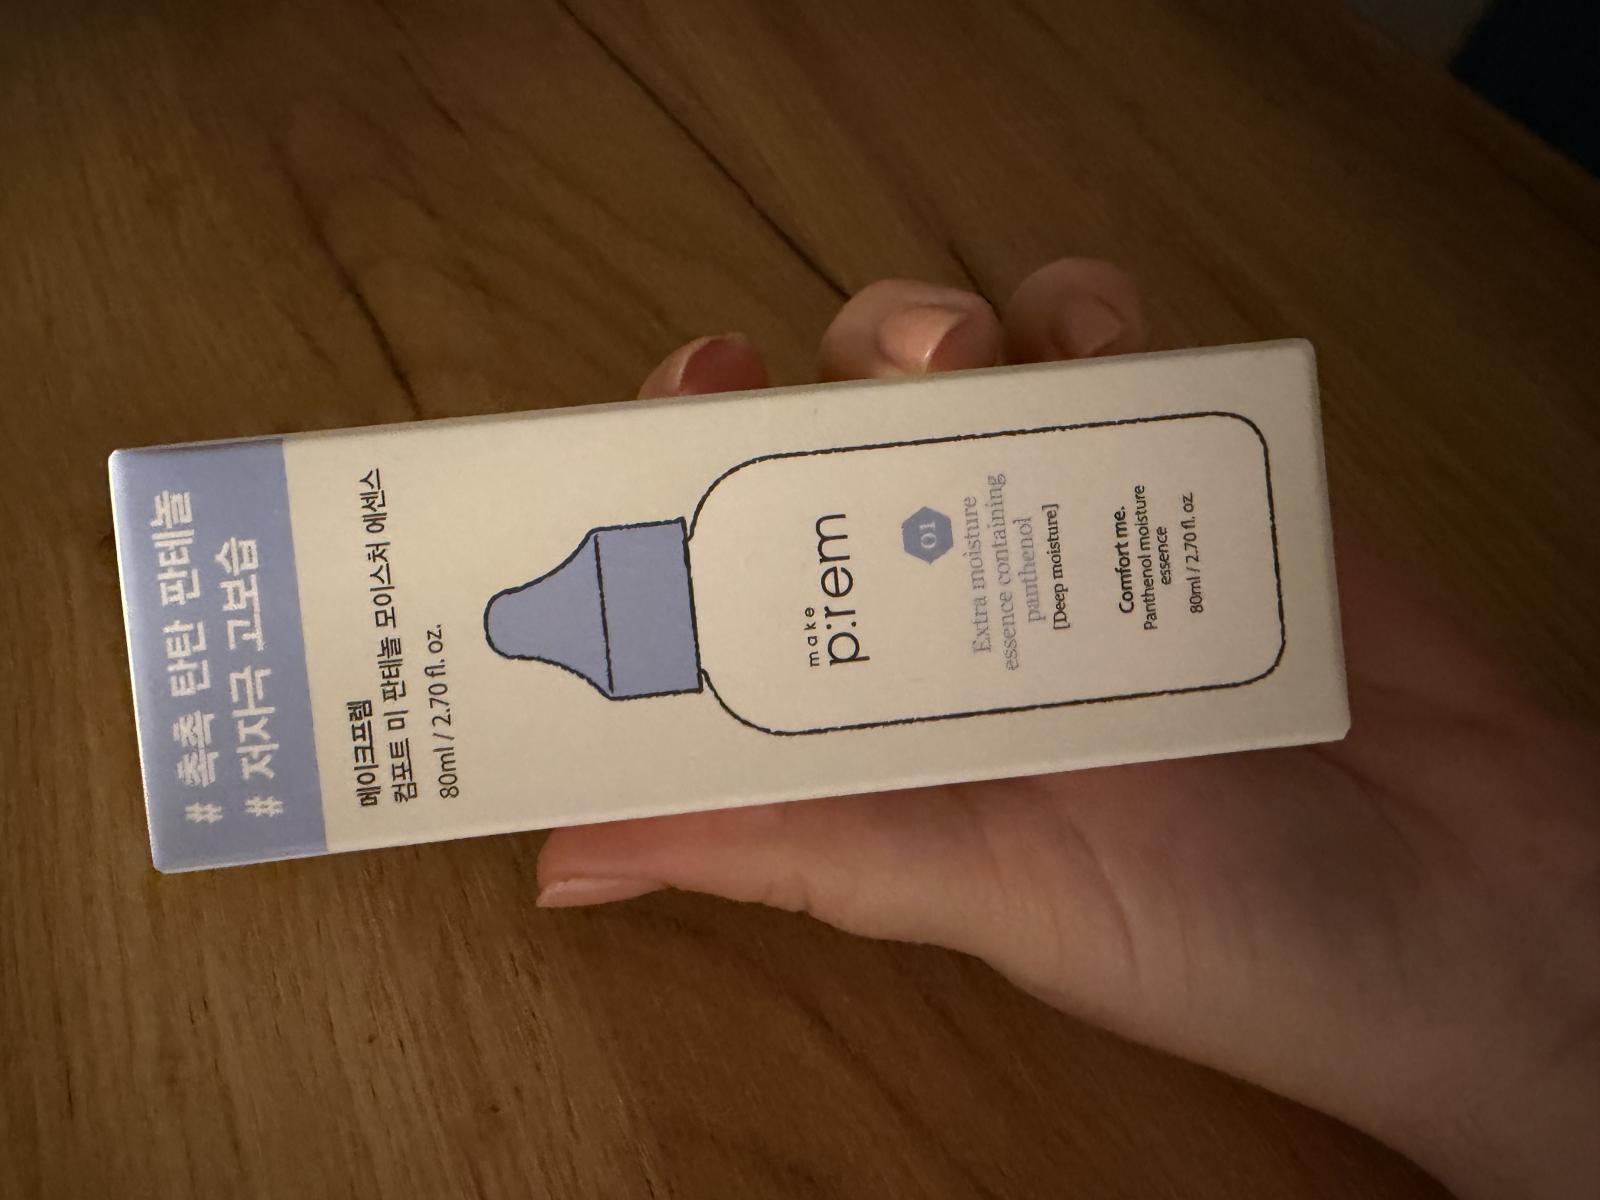 # 촉촉 탄탄 판테놀
# 저자극 고보습
메이크프렘
컴포트 미 판테놀 모이스처 에센스
80ml / 2.70 fl. oz.
make
p:rem
01
Extra moisture
essence containing
panthenol
[Deep moisture]
Comfort me.
Panthenol moisture
essence
80ml / 2.70 fl. oz